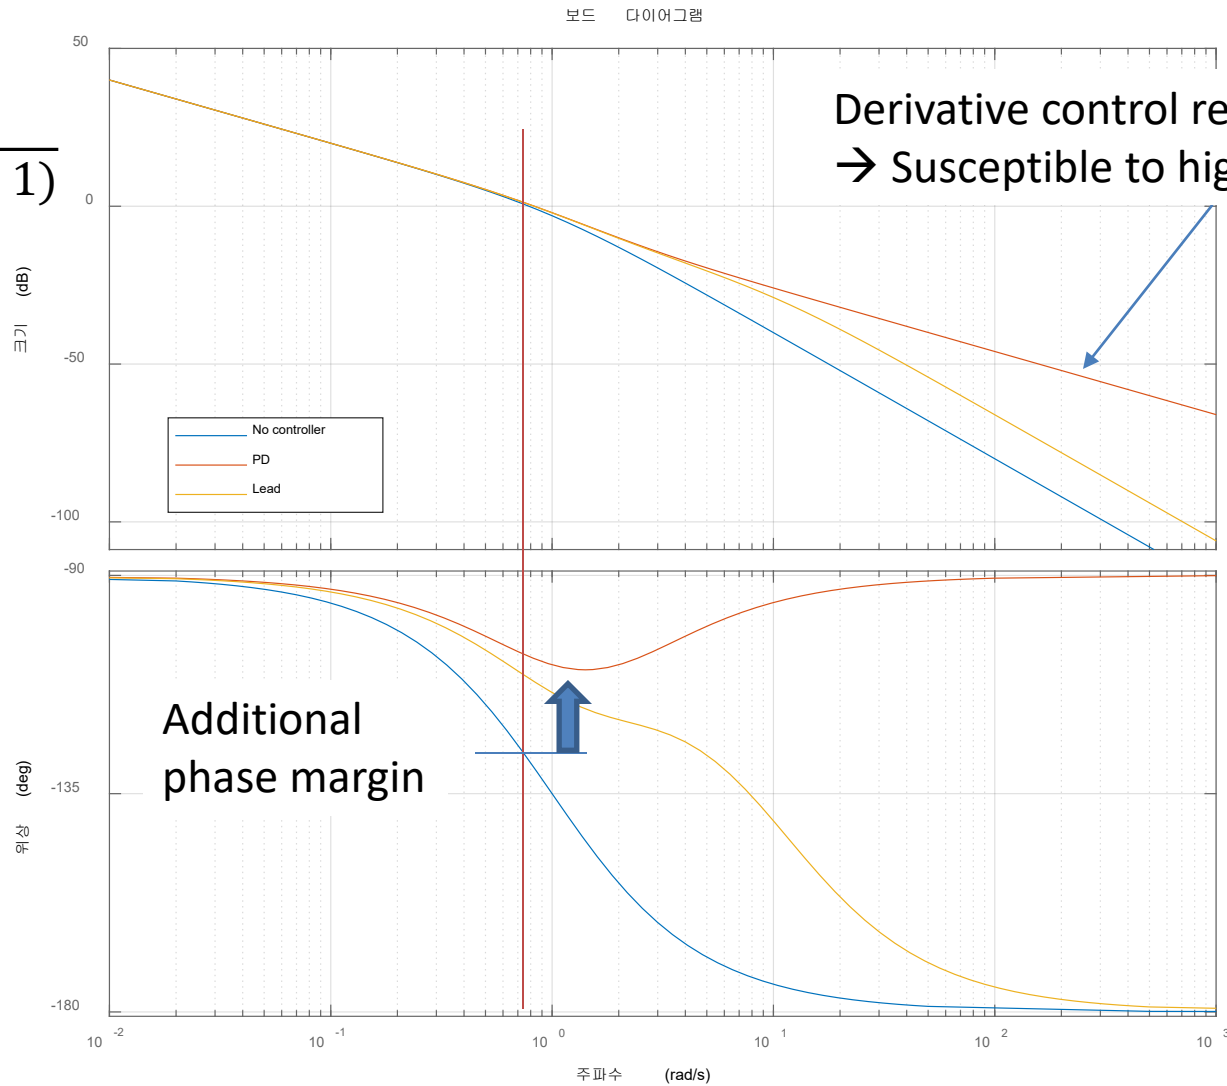 보드 다이어그램
50
Derivative control re
→ Susceptible to hig
1)
0
크기 (dB)
-50
No controller
PD
Lead
-100
-90
Additional
phase margin
-135
위상 (deg)
-180
10 -2 10 -1 10 0 10 1 10 2 10 3
주파수 (rad/s)